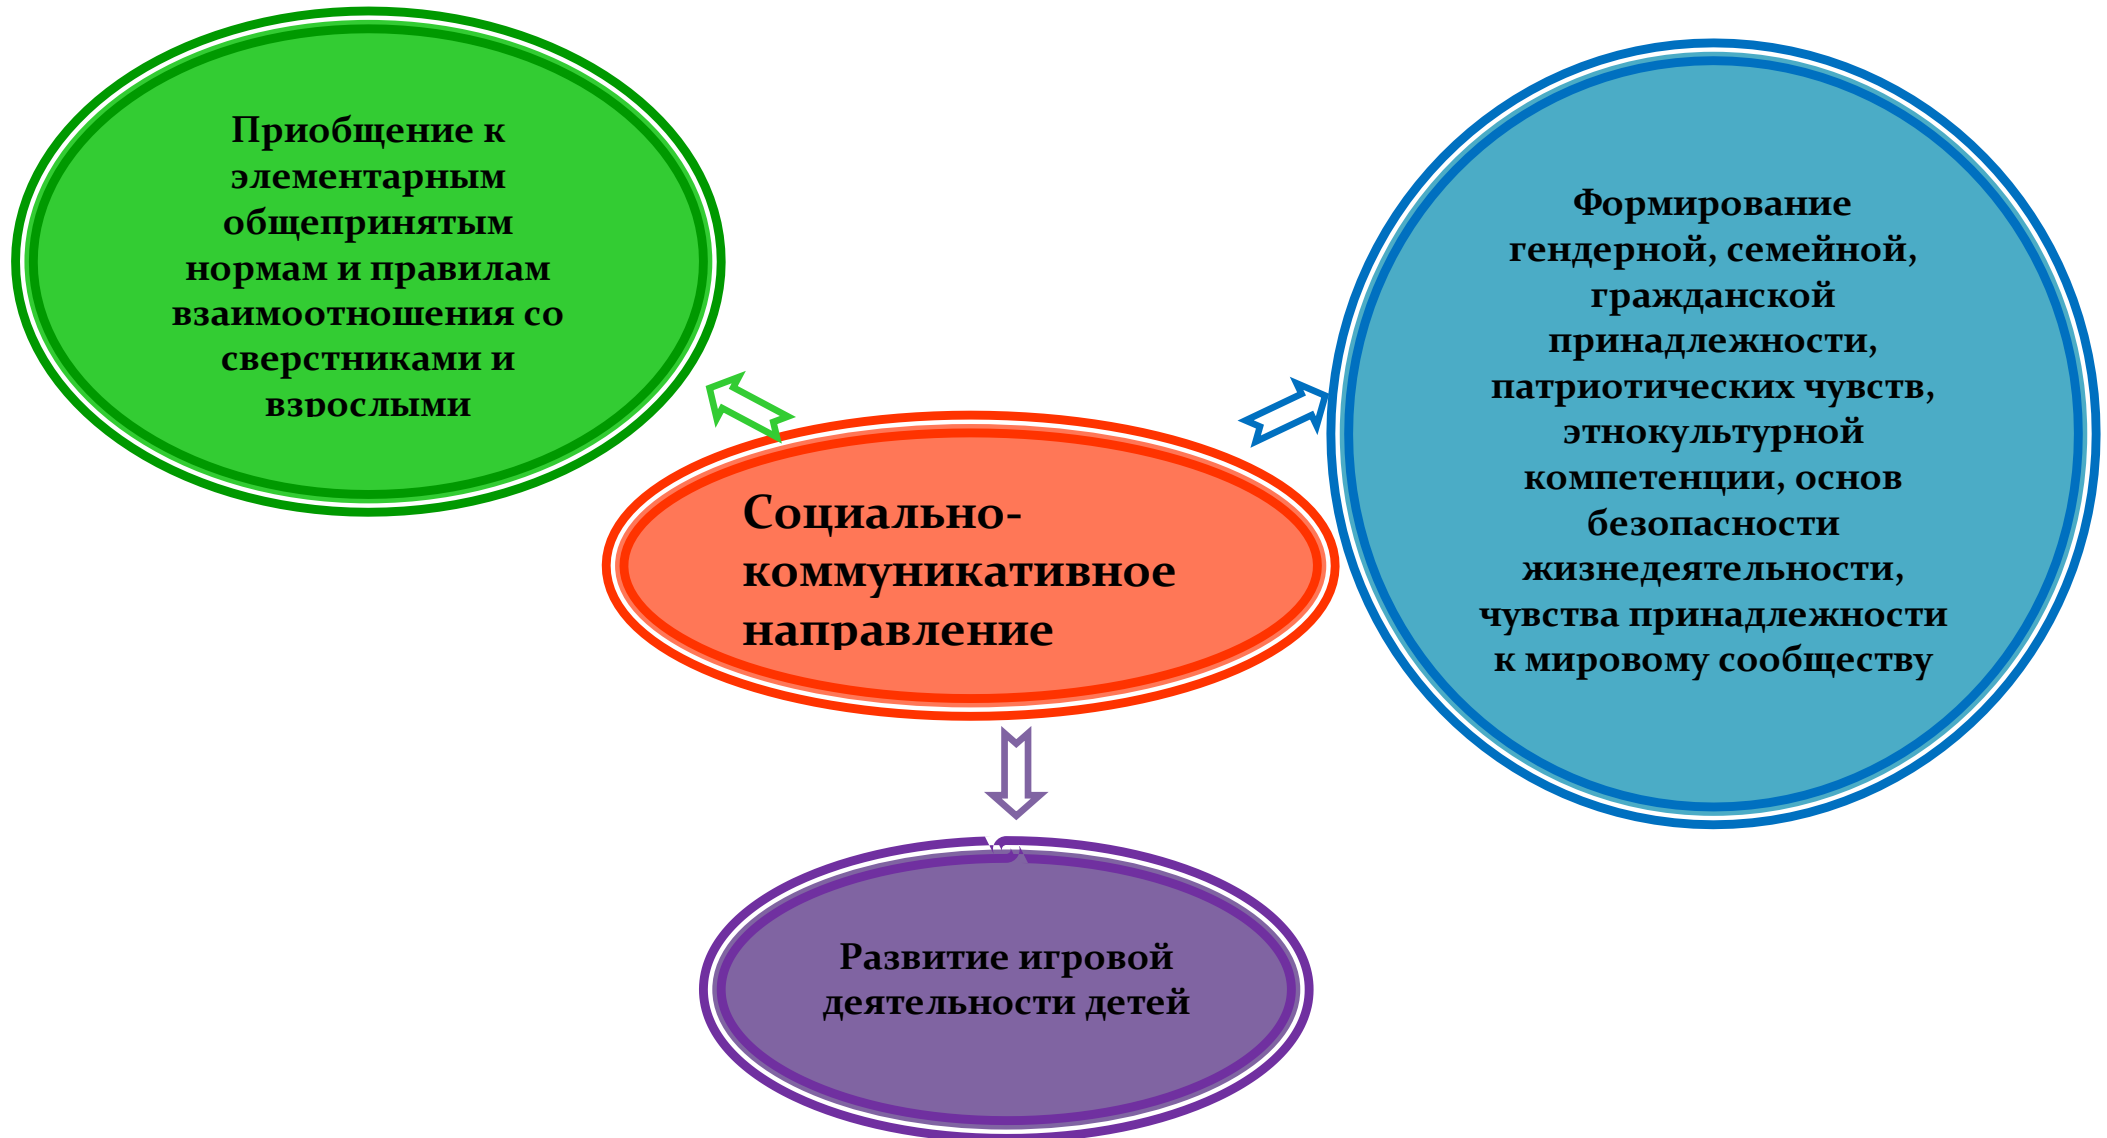 Приобщение к
элементарным
общепринятым
нормам и правилам
взаимоотношения со
сверстниками и
взрослыми
Формирование
гендерной, семейной,
гражданской
принадлежности,
патриотических чувств,
этнокультурной
компетенции, основ
безопасности
жизнедеятельности,
чувства принадлежности
к мировому сообществу
Социально-
коммуникативное
направление
Развитие игровой
деятельности детей